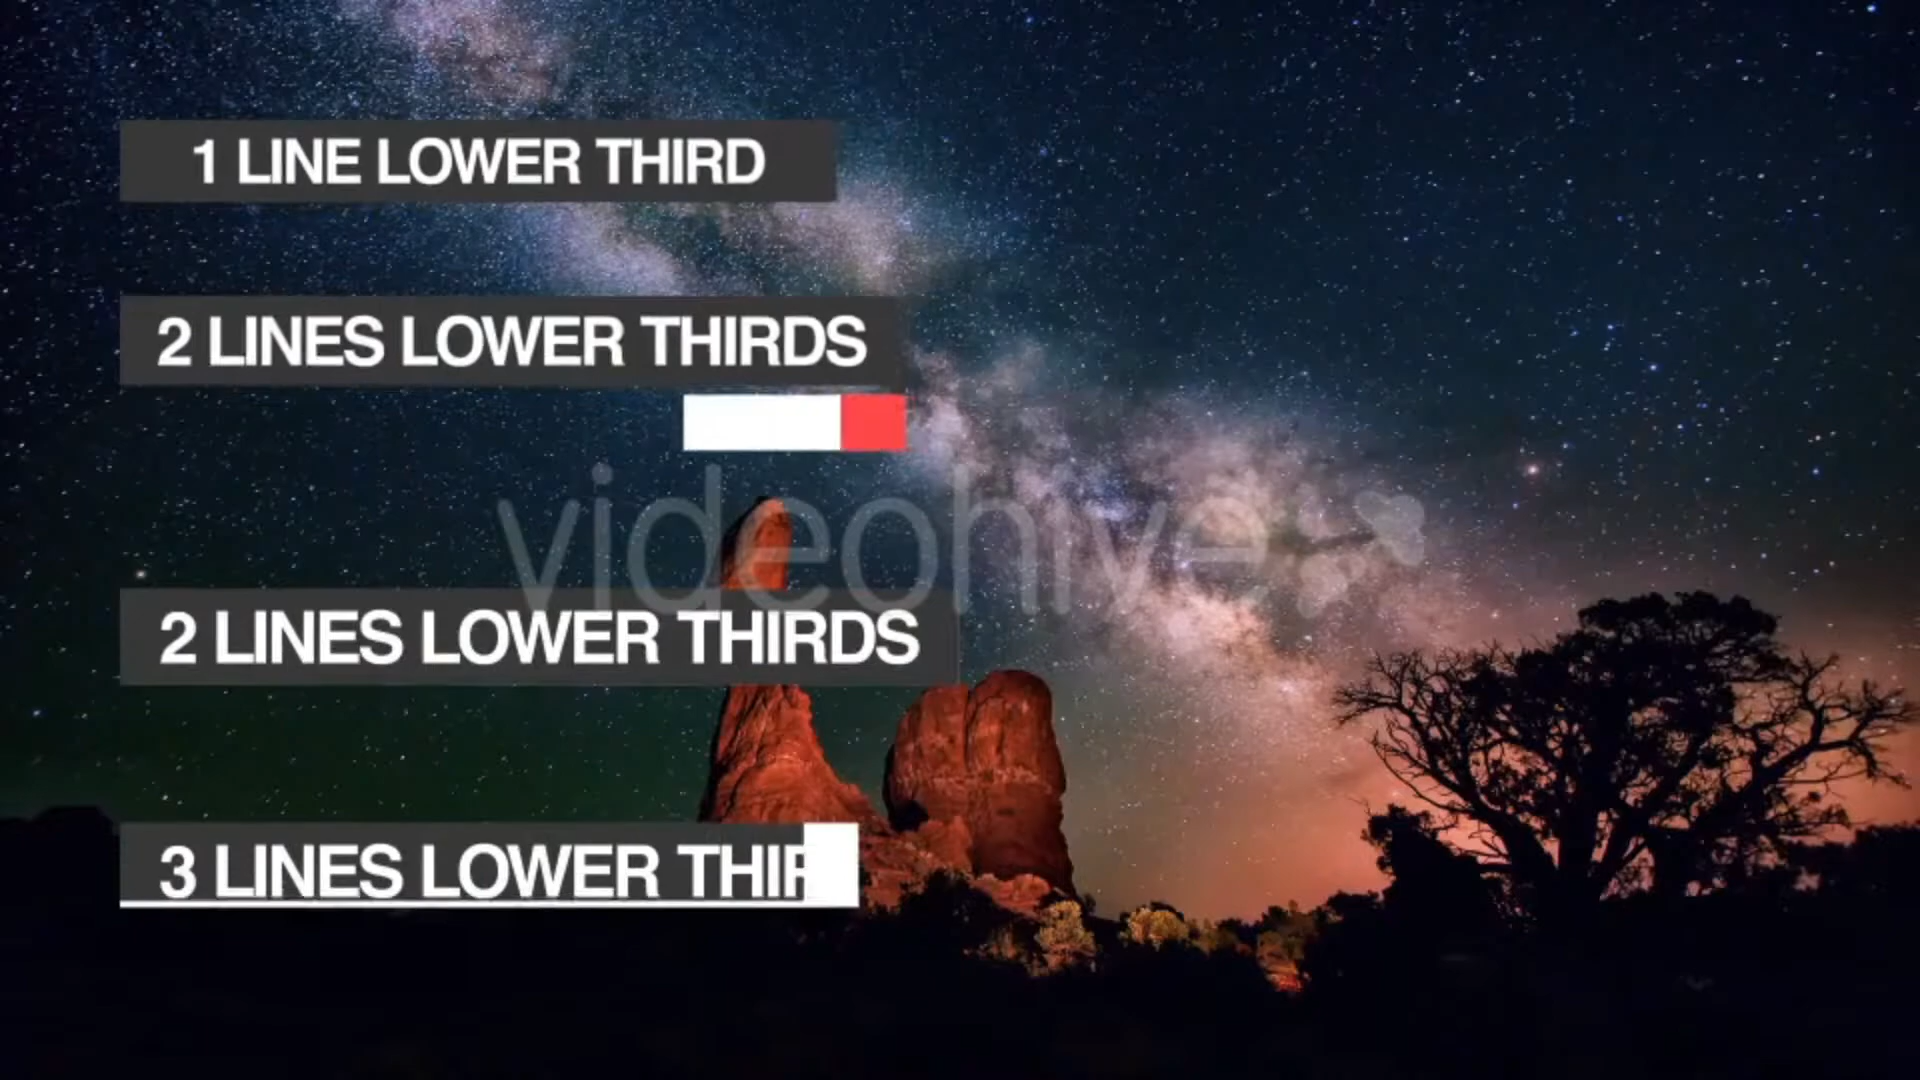 1 LINE LOWER THIRD
2 LINES LOWER THIRDS
videohive
2 LINES LOWER THIRDS
3 LINES LOWER THIR